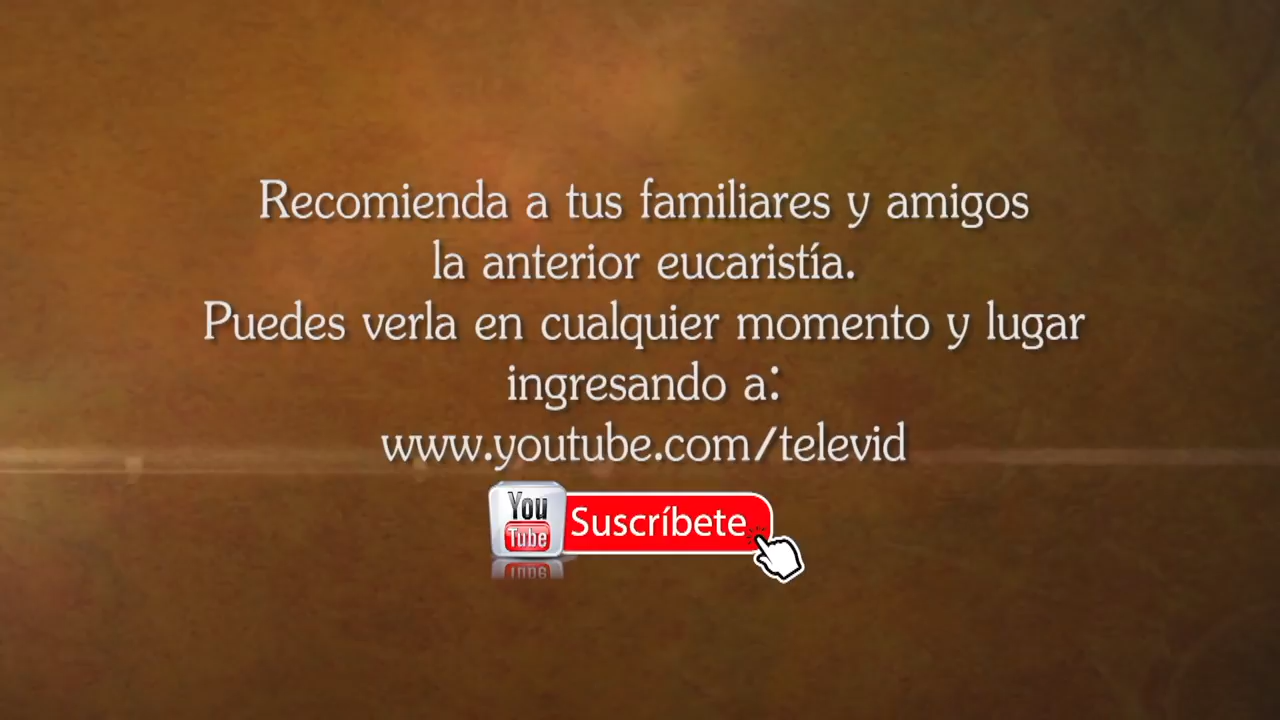 Recomienda a tus familiares y amigos
la anterior eucaristía.
Puedes verla en cualquier momento y lugar
ingresando a:
www.youtube.com/televid
You
Tube
Suscríbete